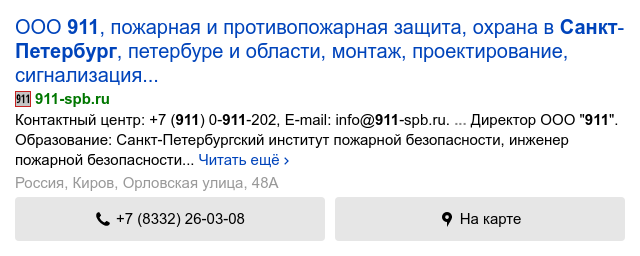 ООО 911, пожарная и противопожарная защита, охрана в Санкт-
Петербург, петербуре и области, монтаж, проектирование,
сигнализация...
911 911-spb.ru
Контактный центр: +7 (911) 0-911-202, E-mail: info@911-spb.ru. ... Директор ООО "911".
Образование: Санкт-Петербургский институт пожарной безопасности, инженер
пожарной безопасности... Читать ещё ›
Россия, Киров, Орловская улица, 48А
+7 (8332) 26-03-08
На карте